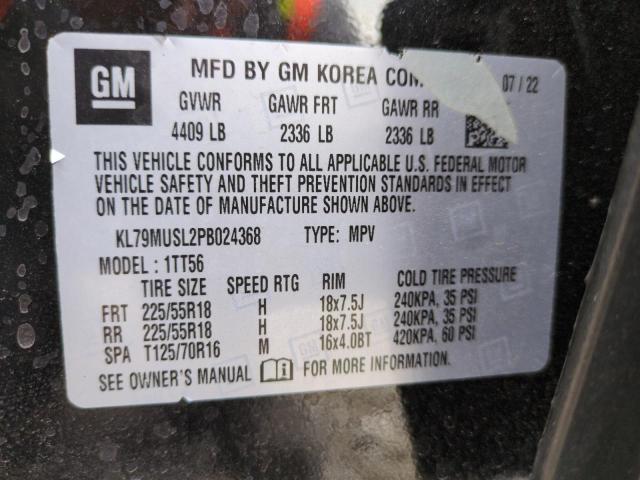 GM
MFD BY GM KOREA COM
07 / 22
GVWR GAWR FRT GAWR RR
4409 LB 2336 LB 2336 LB
THIS VEHICLE CONFORMS TO ALL APPLICABLE U.S. FEDERAL MOTOR
VEHICLE SAFETY AND THEFT PREVENTION STANDARDS IN EFFECT
ON THE DATE OF MANUFACTURE SHOWN ABOVE.
KL79MUSL2PB024368 TYPE: MPV
MODEL : 1TT56
TIRE SIZE SPEED RTG RIM COLD TIRE PRESSURE
FRT 225/55R18 H 18x7.5J 240KPA, 35 PSI
RR 225/55R18 H 18x7.5J 240KPA, 35 PSI
SPA T125/70R16 M 16x4.0BT 420KPA, 60 PSI
SEE OWNER'S MANUAL FOR MORE INFORMATION.